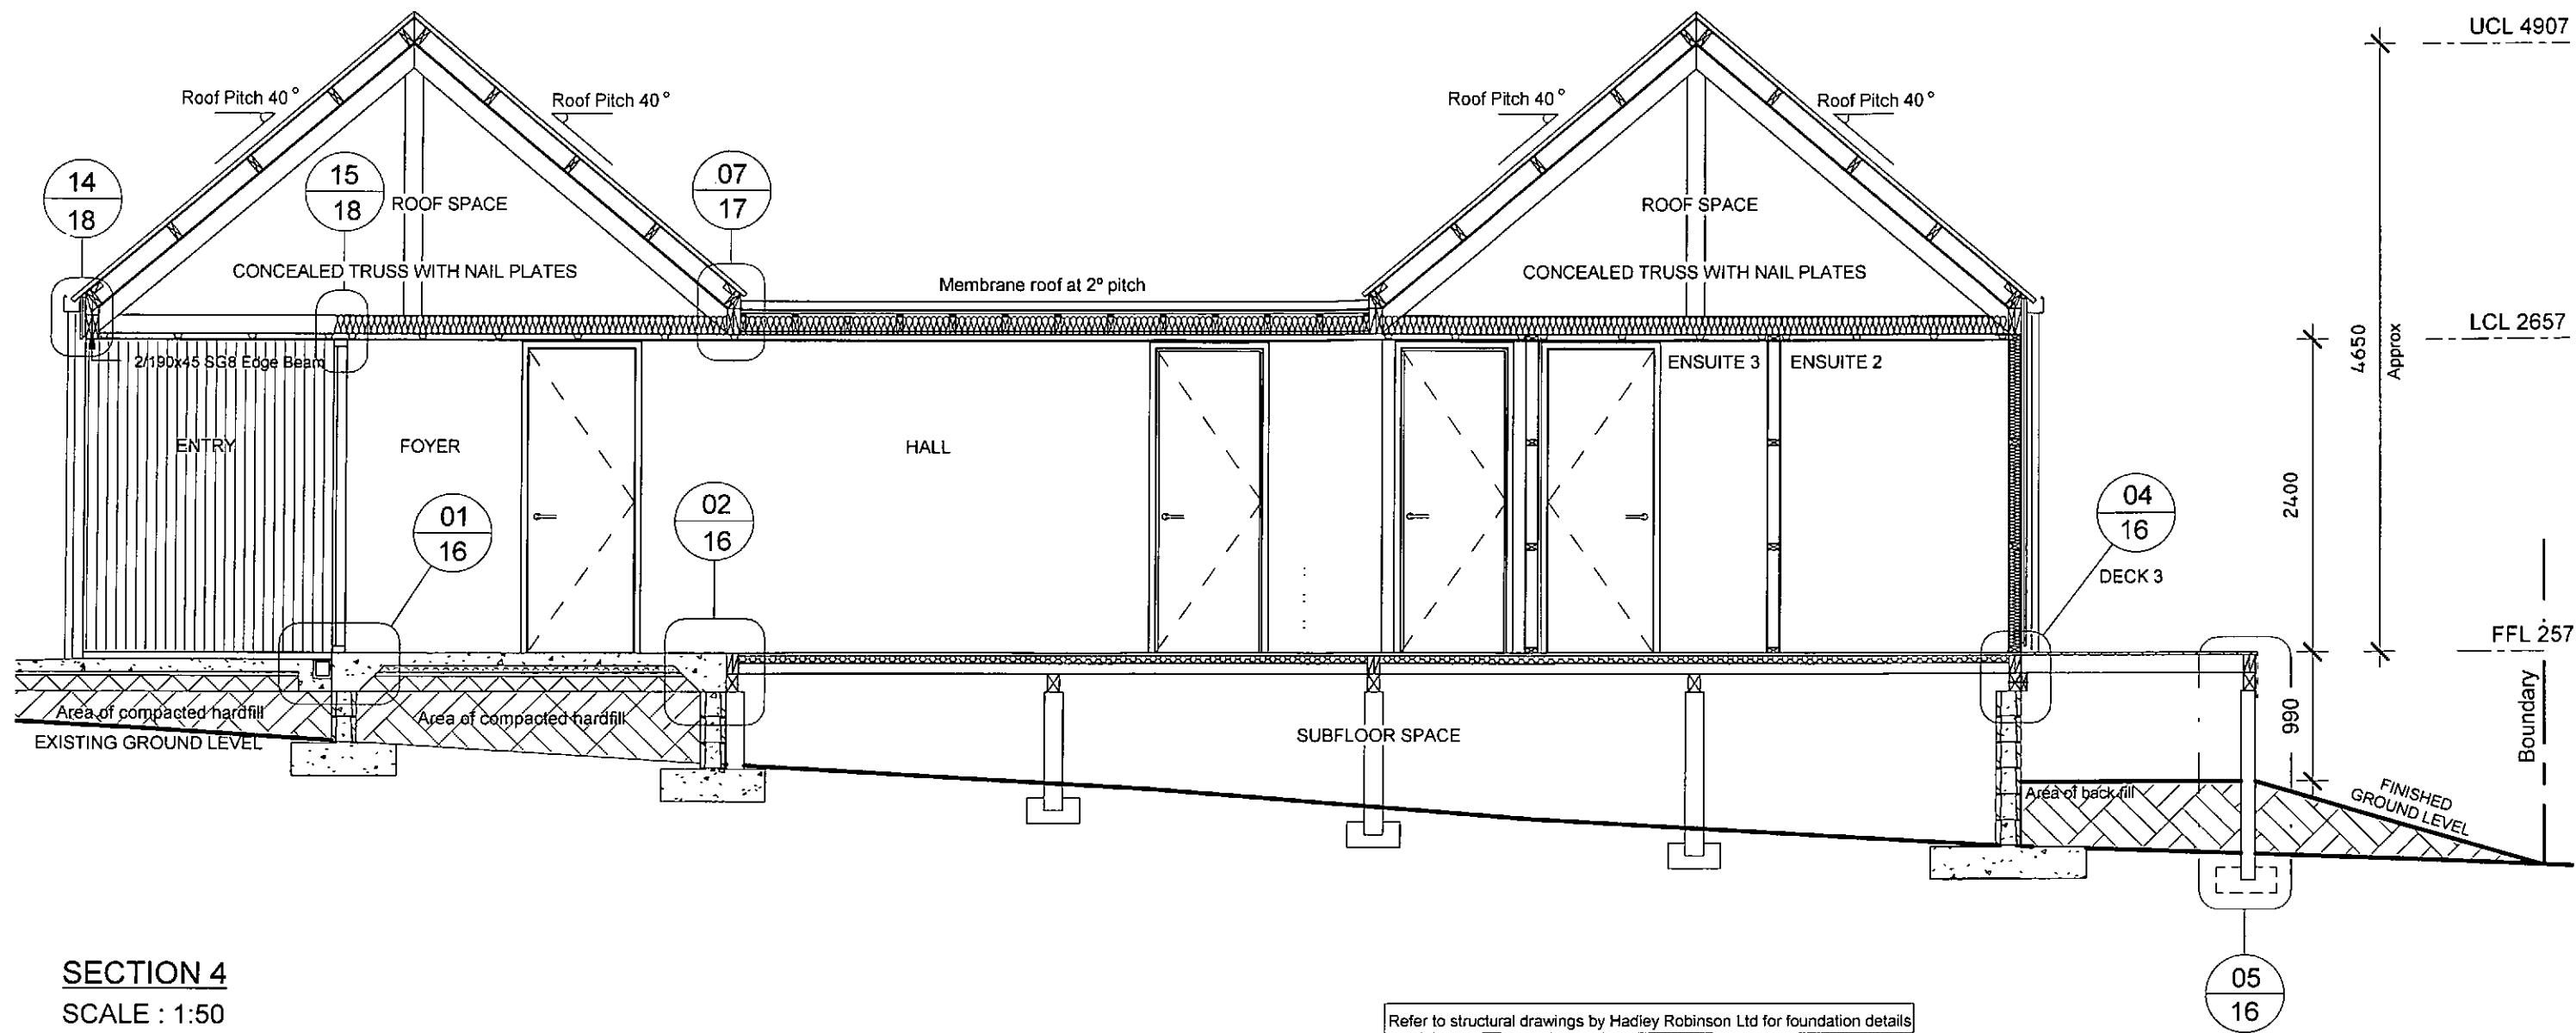 UCL 4907
Roof Pitch 40°
Roof Pitch 40°
Roof Pitch 40°
Roof Pitch 40°
14
18
15
18
07
17
ROOF SPACE
ROOF SPACE
CONCEALED TRUSS WITH NAIL PLATES
CONCEALED TRUSS WITH NAIL PLATES
Membrane roof at 2° pitch
LCL 2657
4650
Approx
2/190x45 SG8 Edge Beam
ENSUITE 3
ENSUITE 2
ENTRY
FOYER
HALL
2400
01
16
02
16
04
16
DECK 3
FFL 257
Boundary
990
Area of compacted hardfill
Area of compacted hardfill
EXISTING GROUND LEVEL
SUBFLOOR SPACE
Area of back fill
FINISHED
GROUND LEVEL
05
16
SECTION 4
SCALE : 1:50
Refer to structural drawings by Hadley Robinson Ltd for foundation details